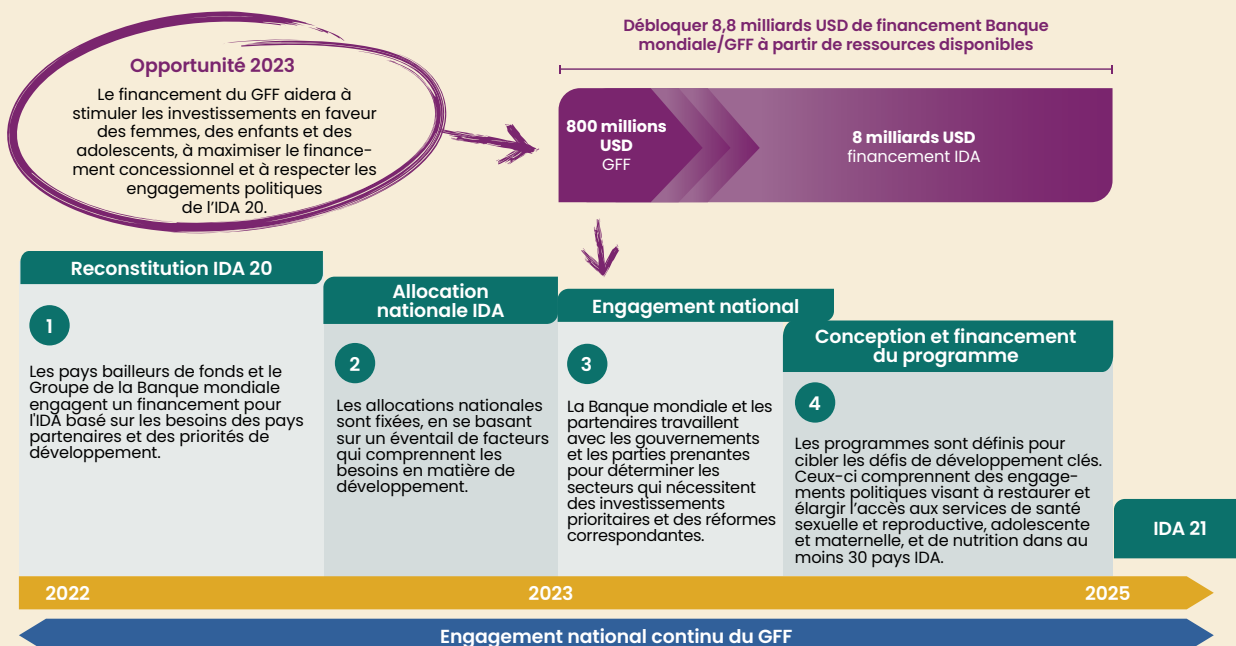 Opportunité 2023
Le financement du GFF aidera à
stimuler les investissements en faveur
des femmes, des enfants et des
adolescents, à maximiser le finance-
ment concessionnel et à respecter les
engagements politiques
de l'IDA 20.
Débloquer 8,8 milliards USD de financement Banque
mondiale/GFF à partir de ressources disponibles
800 millions
USD
GFF
8 milliards USD
financement IDA
Reconstitution IDA 20
1
Les pays bailleurs de fonds et le
Groupe de la Banque mondiale
engagent un financement pour
l'IDA basé sur les besoins des pays
partenaires et des priorités de
développement.
Allocation
nationale IDA
2
Les allocations nationales
sont fixées, en se basant
sur un éventail de facteurs
qui comprennent les
besoins en matière de
développement.
Engagement national
3
La Banque mondiale et les
partenaires travaillent
avec les gouvernements
et les parties prenantes
pour déterminer les
secteurs qui nécessitent
des investissements
prioritaires et des réformes
correspondantes.
Conception et financement
du programme
4
Les programmes sont définis pour
cibler les défis de développement clés.
Ceux-ci comprennent des engage-
ments politiques visant à restaurer et
élargir l'accès aux services de santé
sexuelle et reproductive, adolescente
et maternelle, et de nutrition dans au
moins 30 pays IDA.
IDA 21
2022
2023
2025
Engagement national continu du GFF